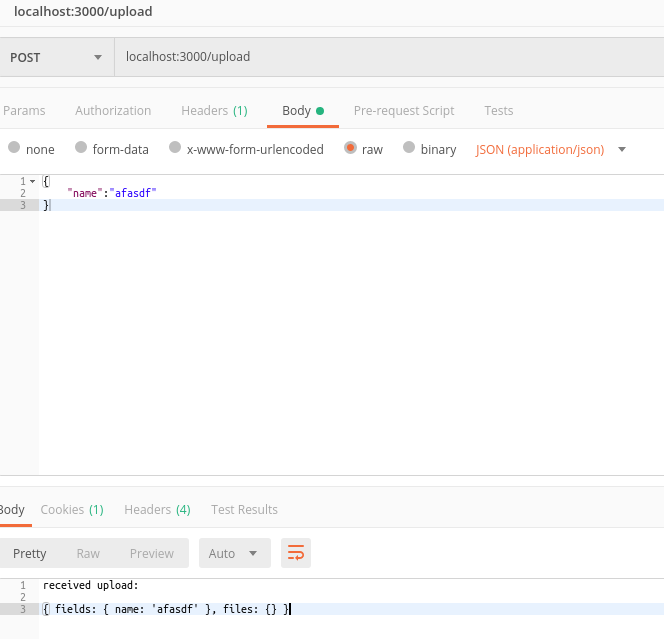 localhost:3000/upload
POST localhost:3000/upload
Params Authorization Headers (1) Body Pre-request Script Tests
none form-data x-www-form-urlencoded raw binary JSON (application/json)
1 {
2 "name":"afasdf"
3 }
Body Cookies (1) Headers (4) Test Results
Pretty Raw Preview Auto
1 received upload:
2
3 { fields: { name: 'afasdf' }, files: {} }